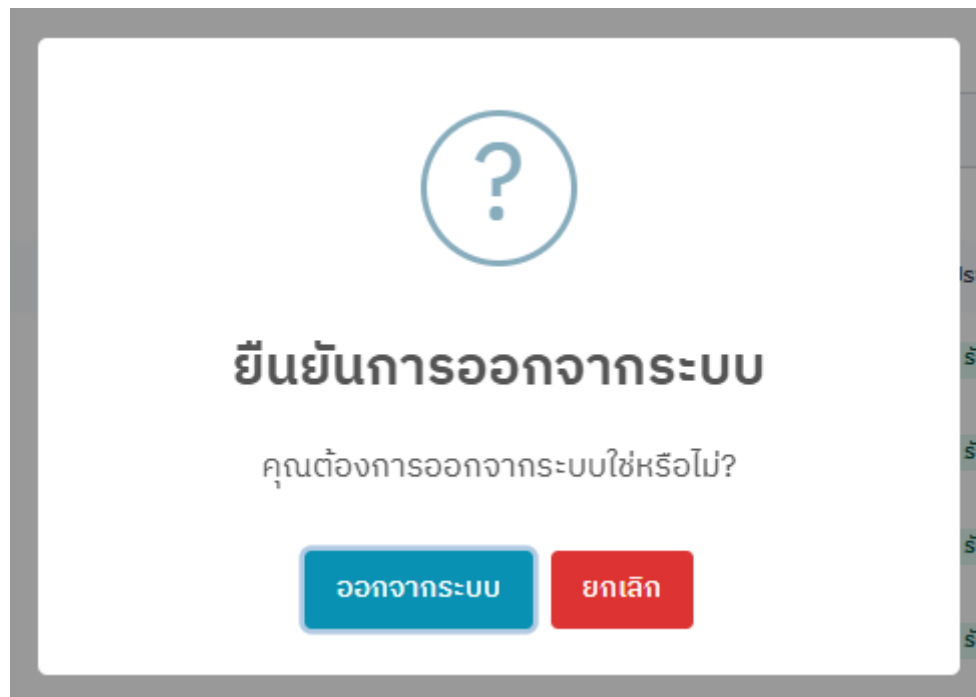 ?
ยืนยันการออกจากระบบ
คุณต้องการออกจากระบบใช่หรือไม่?
ออกจากระบบ
ยกเลิก